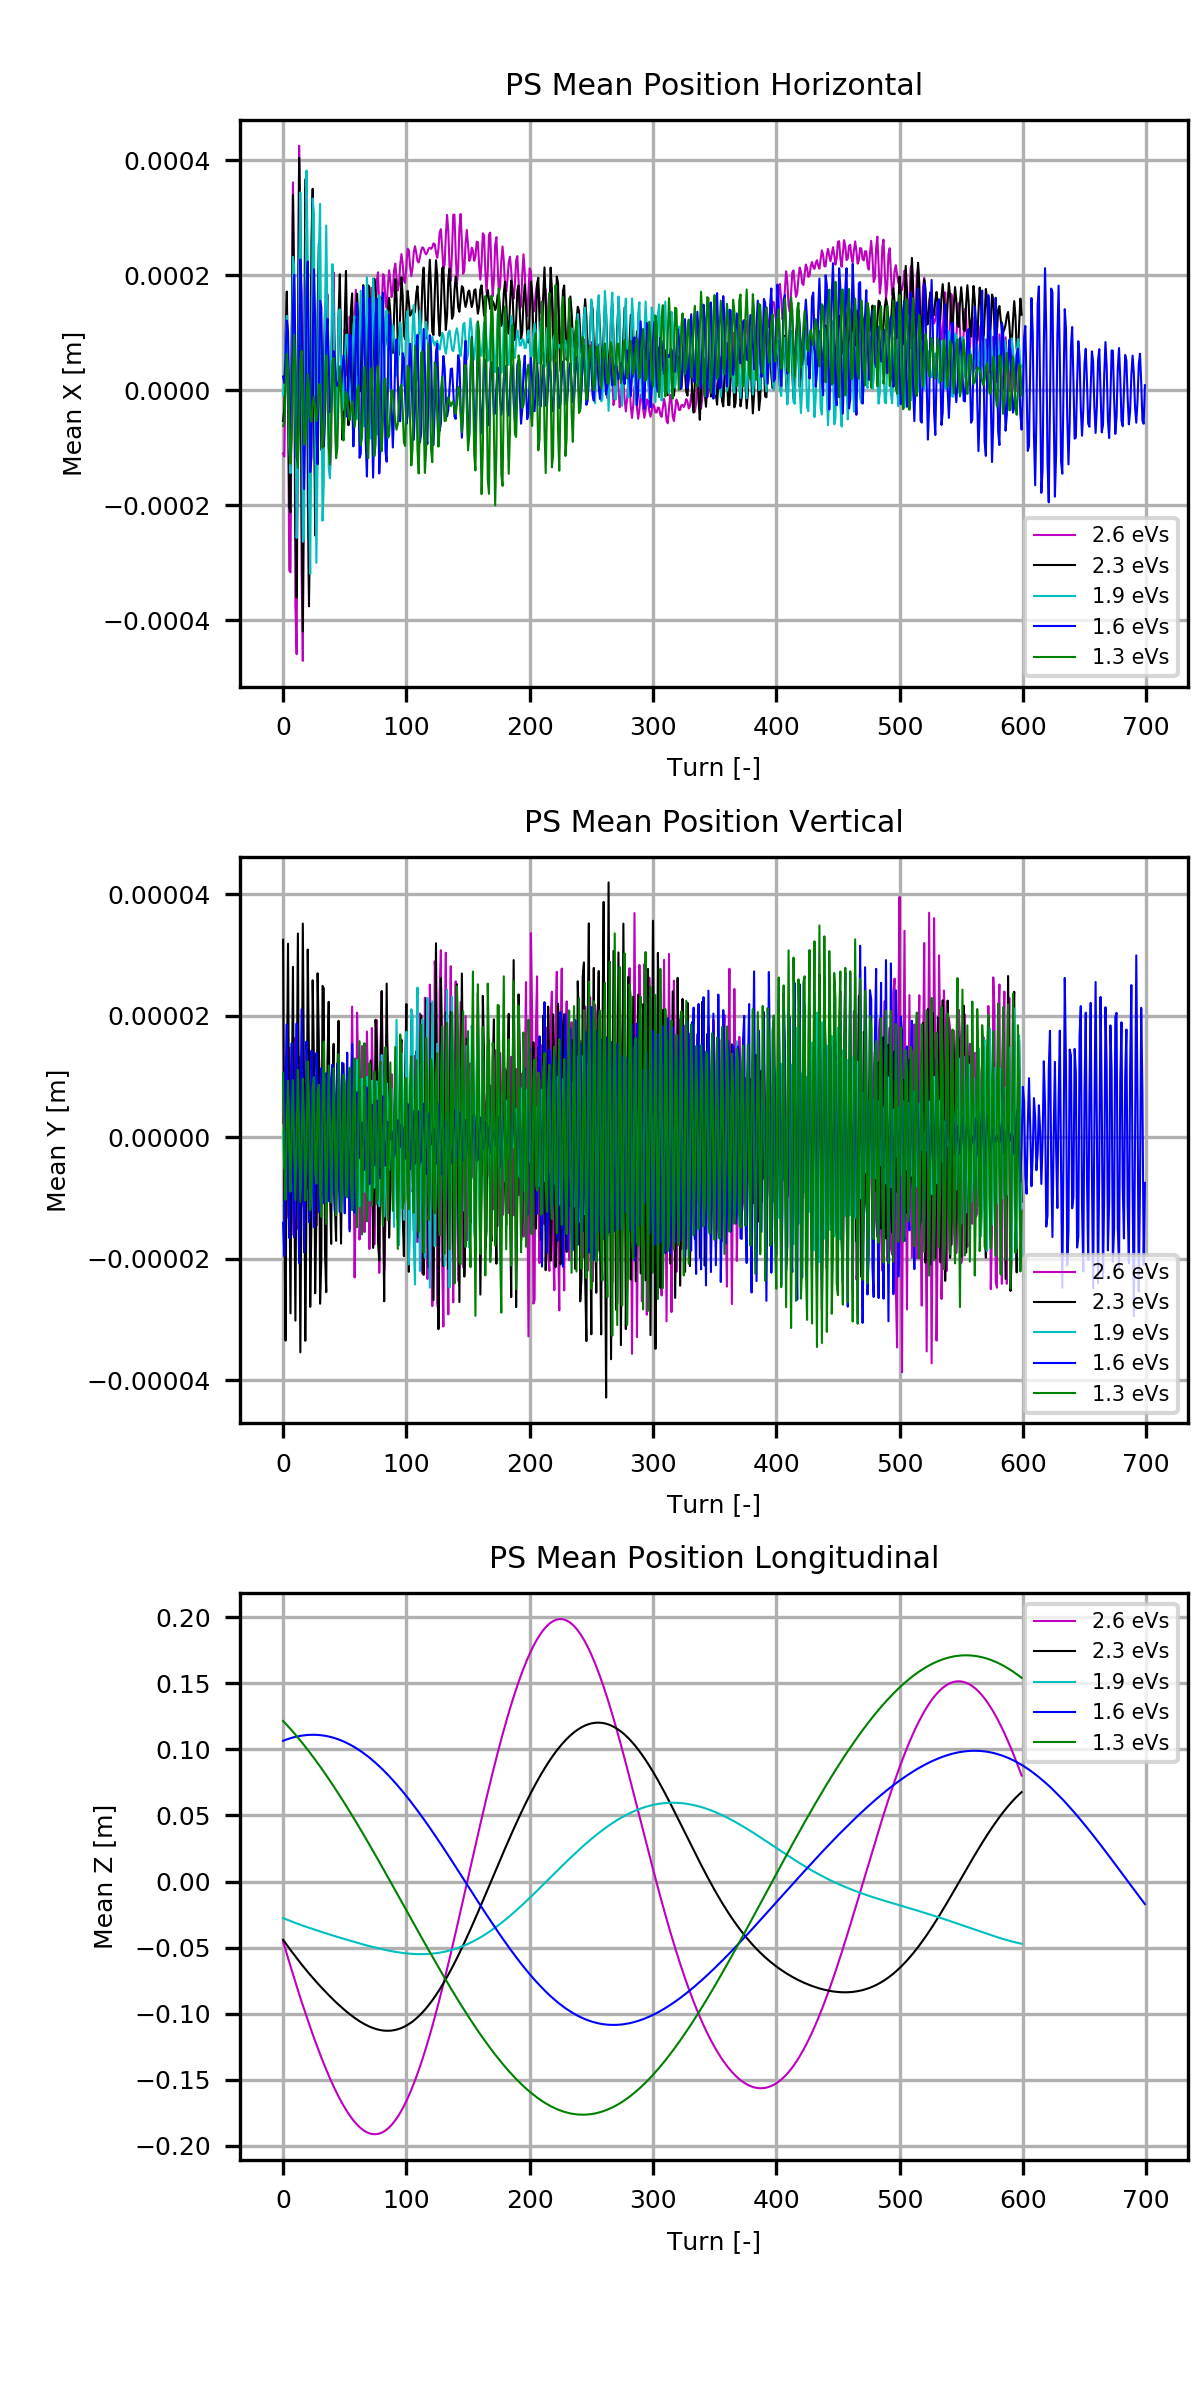 PS Mean Position Horizontal
Mean X [m]
0.0004
0.0002
0.0000
−0.0002
−0.0004
0 100 200 300 400 500 600 700
Turn [-]
2.6 eVs
2.3 eVs
1.9 eVs
1.6 eVs
1.3 eVs
PS Mean Position Vertical
Mean Y [m]
0.00004
0.00002
0.00000
−0.00002
−0.00004
0 100 200 300 400 500 600 700
Turn [-]
2.6 eVs
2.3 eVs
1.9 eVs
1.6 eVs
1.3 eVs
PS Mean Position Longitudinal
Mean Z [m]
0.20
0.15
0.10
0.05
0.00
−0.05
−0.10
−0.15
−0.20
0 100 200 300 400 500 600 700
Turn [-]
2.6 eVs
2.3 eVs
1.9 eVs
1.6 eVs
1.3 eVs